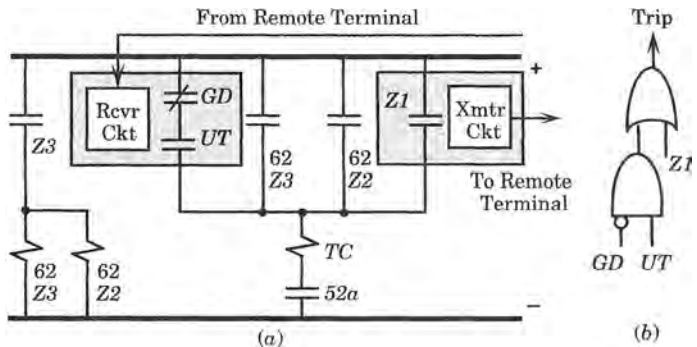 From Remote Terminal
Trip
+
Rcvr
Ckt
GD
UT
Z3
62
Z3
62
Z2
Z1
Xmtr
Ckt
To Remote
Terminal
Z1
62
Z3
62
Z2
TC
52a
−
GD UT
(a)
(b)